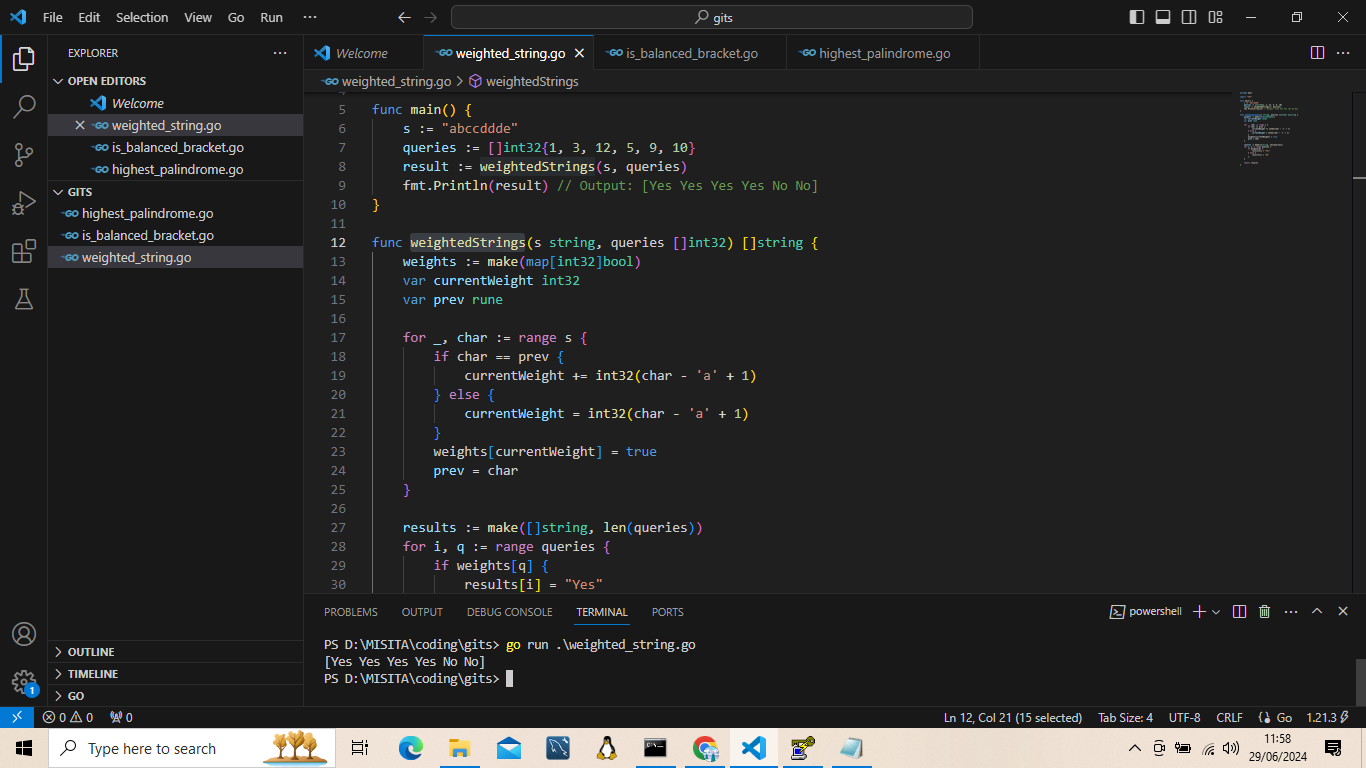 File Edit Selection View Go Run ··· gits
EXPLORER ···
OPEN EDITORS
Welcome
weighted_string.go
is_balanced_bracket.go
highest_palindrome.go
GITS
highest_palindrome.go
is_balanced_bracket.go
weighted_string.go
OUTLINE
TIMELINE
GO
Welcome weighted_string.go is_balanced_bracket.go highest_palindrome.go ···
weighted_string.go > weightedStrings
5 func main() {
6 s := "abccddde"
7 queries := []int32{1, 3, 12, 5, 9, 10}
8 result := weightedStrings(s, queries)
9 fmt.Println(result) // Output: [Yes Yes Yes Yes No No]
10 }
11
12 func weightedStrings(s string, queries []int32) []string {
13 weights := make(map[int32]bool)
14 var currentWeight int32
15 var prev rune
16
17 for _, char := range s {
18 if char == prev {
19 currentWeight += int32(char - 'a' + 1)
20 } else {
21 currentWeight = int32(char - 'a' + 1)
22 }
23 weights[currentWeight] = true
24 prev = char
25 }
26
27 results := make([]string, len(queries))
28 for i, q := range queries {
29 if weights[q] {
30 results[i] = "Yes"
PROBLEMS OUTPUT DEBUG CONSOLE TERMINAL PORTS powershell ···
PS D:\MISITA\coding\gits> go run .\weighted_string.go
[Yes Yes Yes Yes No No]
PS D:\MISITA\coding\gits>
1
0 0 0 Ln 12, Col 21 (15 selected) Tab Size: 4 UTF-8 CRLF Go 1.21.3
Type here to search
11:58
29/06/2024